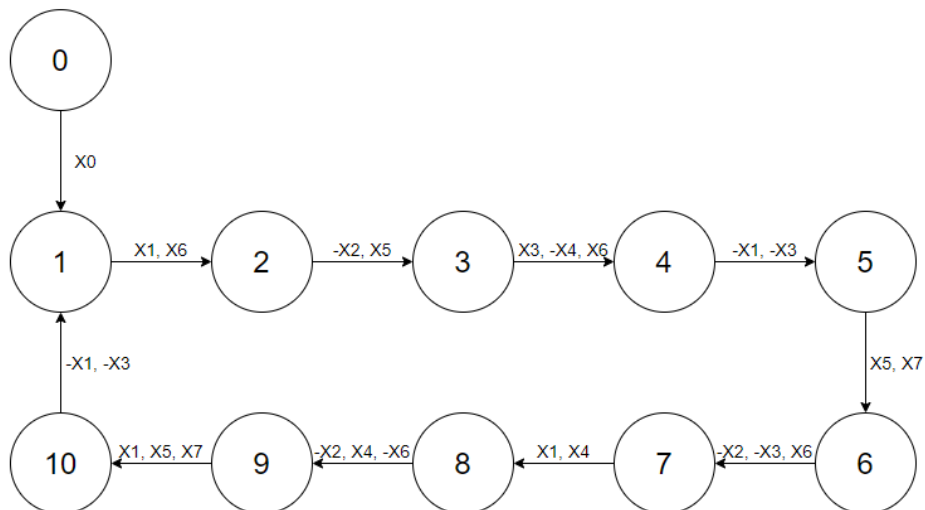 0
X0
1
X1, X6
2
-X2, X5
3
X3, -X4, X6
4
-X1, -X3
5
X5, X7
6
-X2, -X3, X6
7
X1, X4
8
-X2, X4, -X6
9
X1, X5, X7
10
-X1, -X3